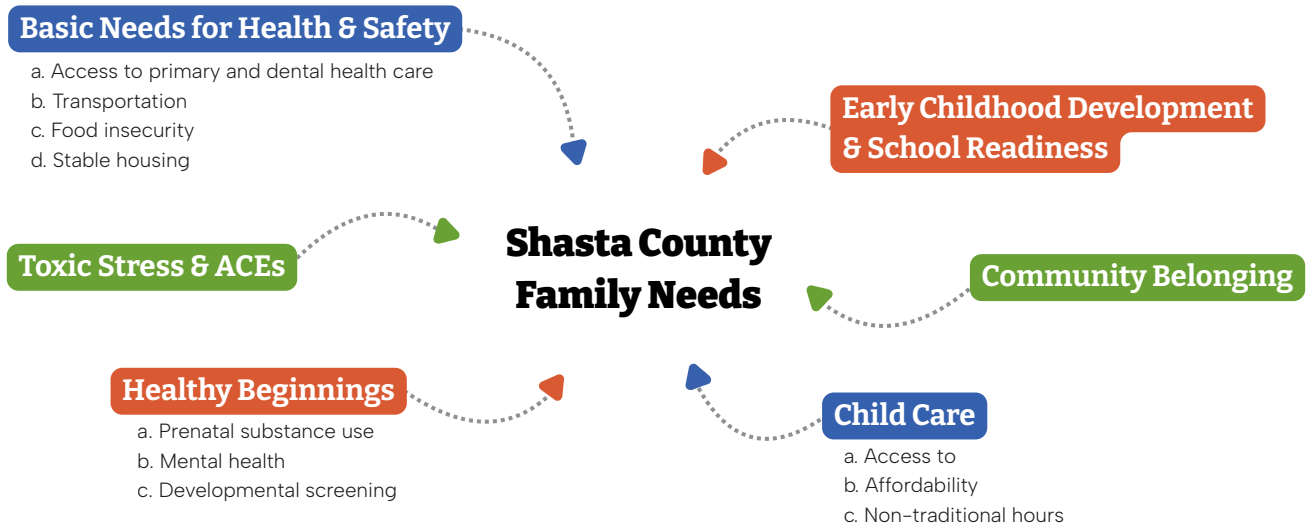 Basic Needs for Health & Safety
a. Access to primary and dental health care
b. Transportation
c. Food insecurity
d. Stable housing
Early Childhood Development
& School Readiness
Shasta County
Family Needs
Toxic Stress & ACEs
Community Belonging
Healthy Beginnings
a. Prenatal substance use
b. Mental health
c. Developmental screening
Child Care
a. Access to
b. Affordability
c. Non-traditional hours